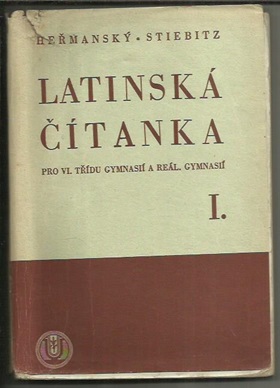 HEŘMANSKÝ • STIEBITZ
LATINSKÁ
ČÍTANKA
PRO VI. TŘÍDU GYMNASIÍ A REÁL. GYMNASIÍ
I.